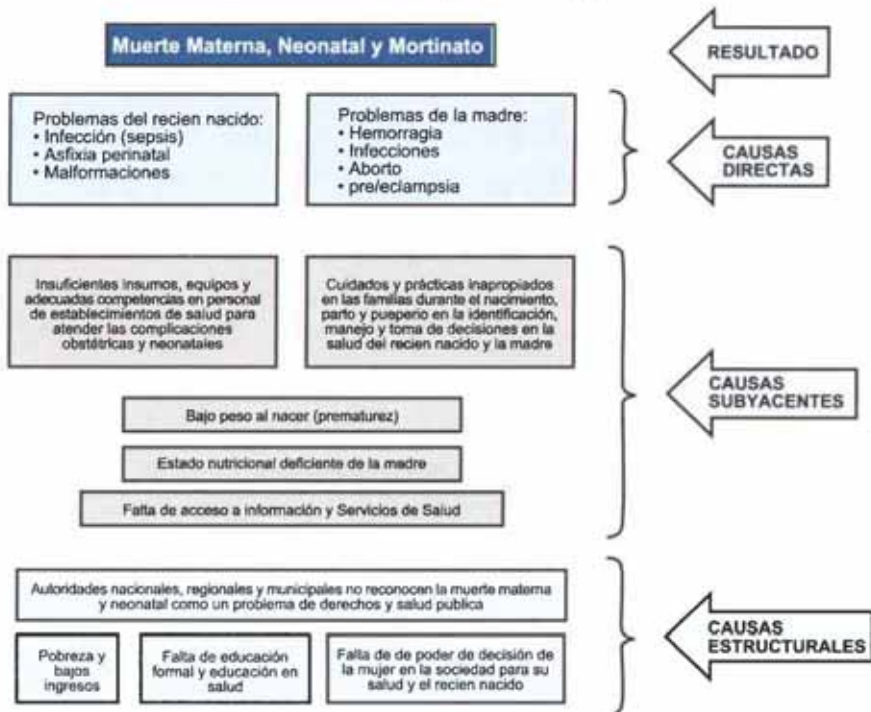 Muerte Materna, Neonatal y Mortinato
RESULTADO
Problemas del recien nacido:
• Infección (sepsis)
• Asfixia perinatal
• Malformaciones
Problemas de la madre:
• Hemorragia
• Infecciones
• Aborto
• pre/eclampsia
CAUSAS
DIRECTAS
Insuficientes insumos, equipos y
adecuadas competencias en personal
de establecimientos de salud para
atender las complicaciones
obstétricas y neonatales
Cuidados y prácticas inapropiados
en las familias durante el nacimiento,
parto y pueperio en la identificación,
manejo y toma de decisiones en la
salud del recien nacido y la madre
Bajo peso al nacer (prematurez)
Estado nutricional deficiente de la madre
Falta de acceso a información y Servicios de Salud
CAUSAS
SUBYACENTES
Autoridades nacionales, regionales y municipales no reconocen la muerte materna
y neonatal como un problema de derechos y salud publica
Pobreza y
bajos
ingresos
Falta de educación
formal y educación en
salud
Falta de de poder de decisión de
la mujer en la sociedad para su
salud y el recien nacido
CAUSAS
ESTRUCTURALES